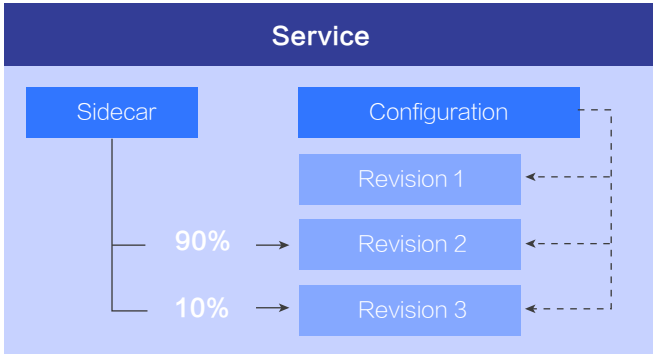 Service
Sidecar
Configuration
Revision 1
90%
Revision 2
10%
Revision 3